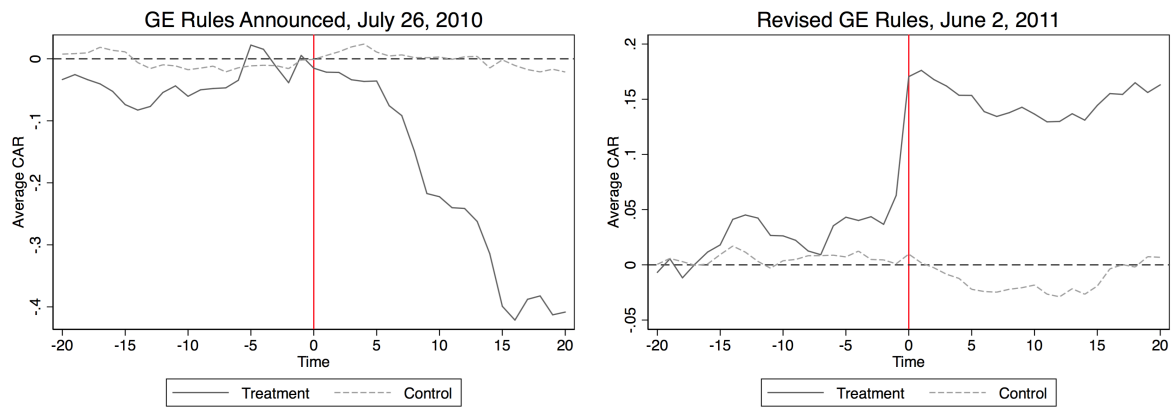 GE Rules Announced, July 26, 2010
Average CAR
0
-.1
-.2
-.3
-.4
-20 -15 -10 -5 0 5 10 15 20
Time
Treatment Control
Revised GE Rules, June 2, 2011
Average CAR
.2
.15
.1
.05
0
-.05
-20 -15 -10 -5 0 5 10 15 20
Time
Treatment Control